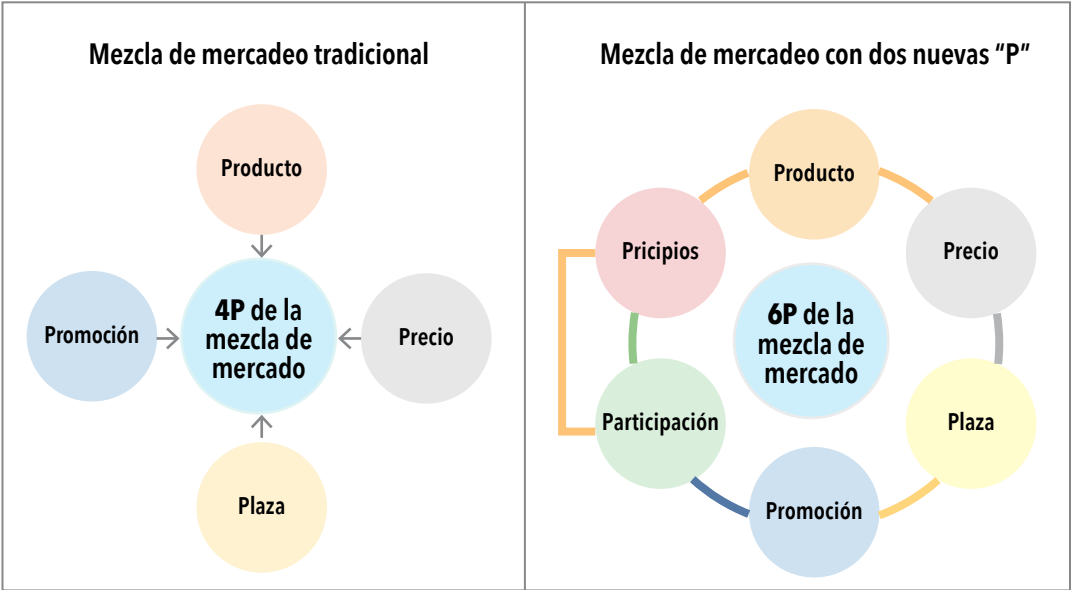 Mezcla de mercadeo tradicional
Producto
Promoción
4P de la
mezcla de
mercado
Precio
Plaza
Mezcla de mercadeo con dos nuevas "P"
Producto
Pricipios
Precio
6P de la
mezcla de
mercado
Participación
Plaza
Promoción